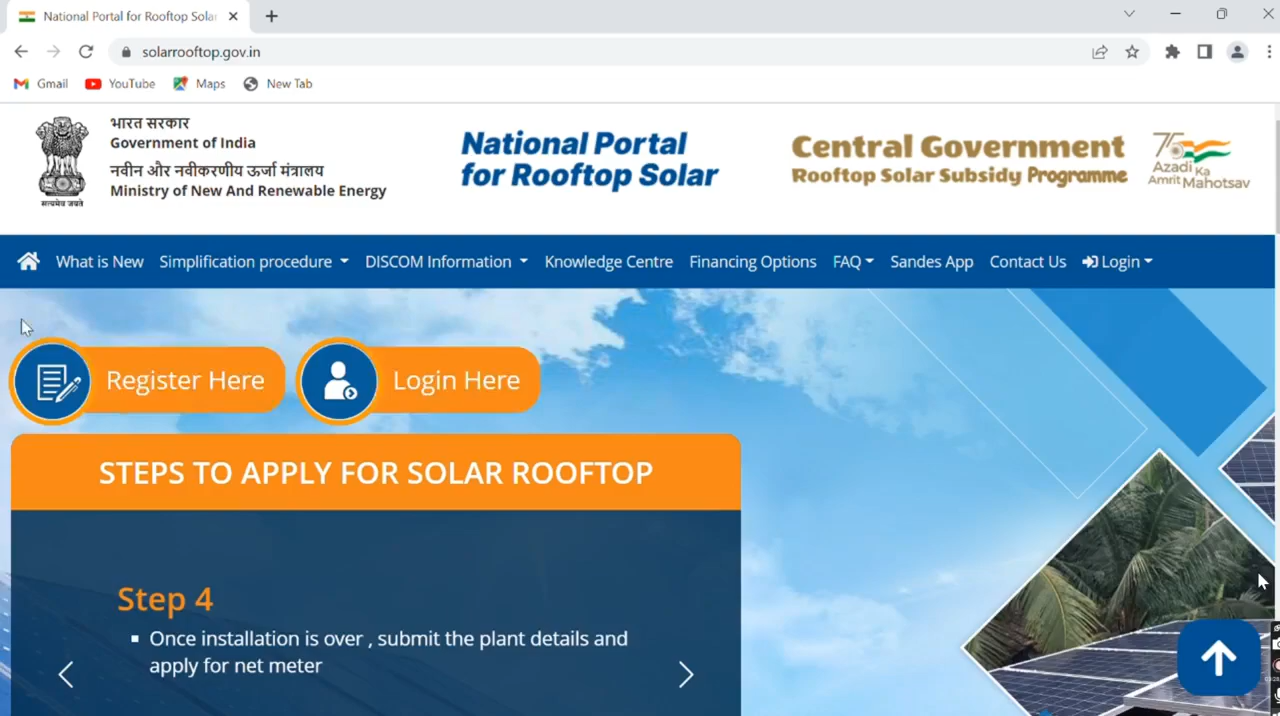 National Portal for Rooftop Solar
solarrooftop.gov.in
Gmail YouTube Maps New Tab
भारत सरकार
Government of India
नवीन और नवीकरणीय ऊर्जा मंत्रालय
Ministry of New And Renewable Energy
सत्यमेव जयते
National Portal
for Rooftop Solar
Central Government
Rooftop Solar Subsidy Programme
75
Azadi Ka
Amrit Mahotsav
What is New Simplification procedure DISCOM Information Knowledge Centre Financing Options FAQ Sandes App Contact Us Login
Register Here Login Here
STEPS TO APPLY FOR SOLAR ROOFTOP
Step 4
Once installation is over , submit the plant details and
apply for net meter